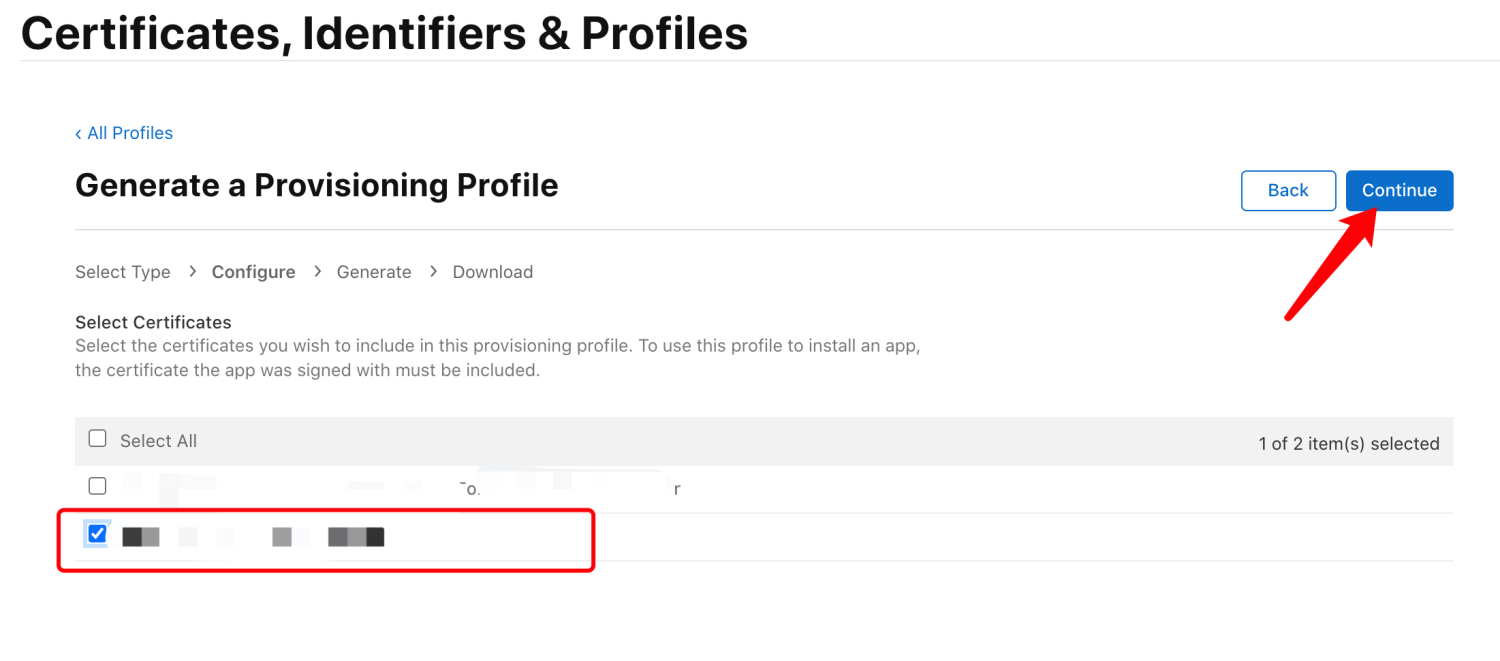 Certificates, Identifiers & Profiles
‹ All Profiles
Generate a Provisioning Profile
Back
Continue
Select Type > Configure > Generate > Download
Select Certificates
Select the certificates you wish to include in this provisioning profile. To use this profile to install an app,
the certificate the app was signed with must be included.
Select All
1 of 2 item(s) selected